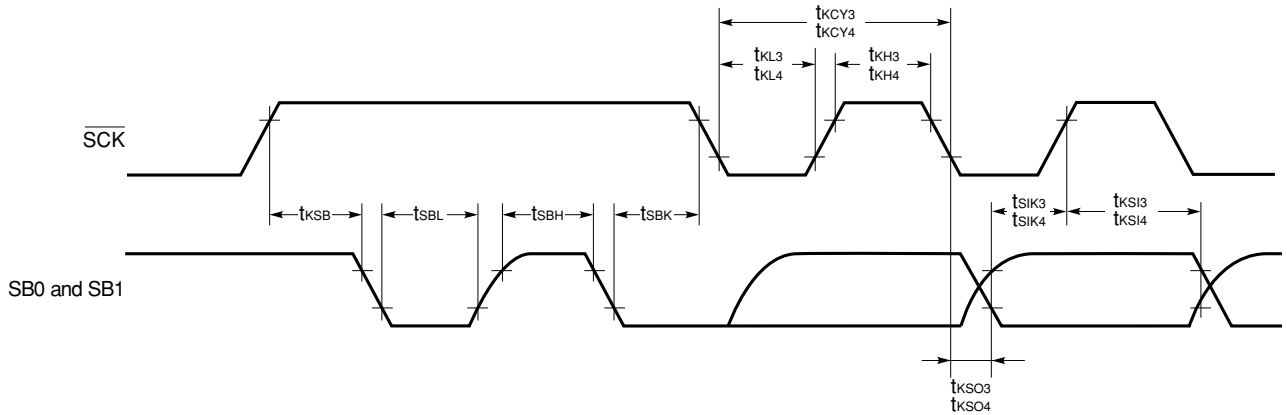 tKCY3
tKCY4
tKL3
tKL4
tKH3
tKH4
SCK
tKSB
tSBL
tSBH
tSBK
tSIK3
tSIK4
tKSI3
tKSI4
SB0 and SB1
tKSO3
tKSO4